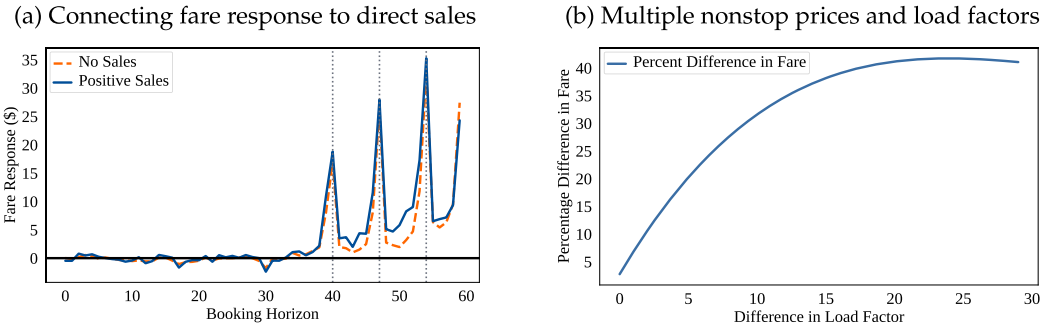 (a) Connecting fare response to direct sales
No Sales
Positive Sales
Fare Response ($)
35
30
25
20
15
10
5
0
0 10 20 30 40 50 60
Booking Horizon
(b) Multiple nonstop prices and load factors
Percent Difference in Fare
Percentage Difference in Fare
40
35
30
25
20
15
10
5
0 5 10 15 20 25 30
Difference in Load Factor